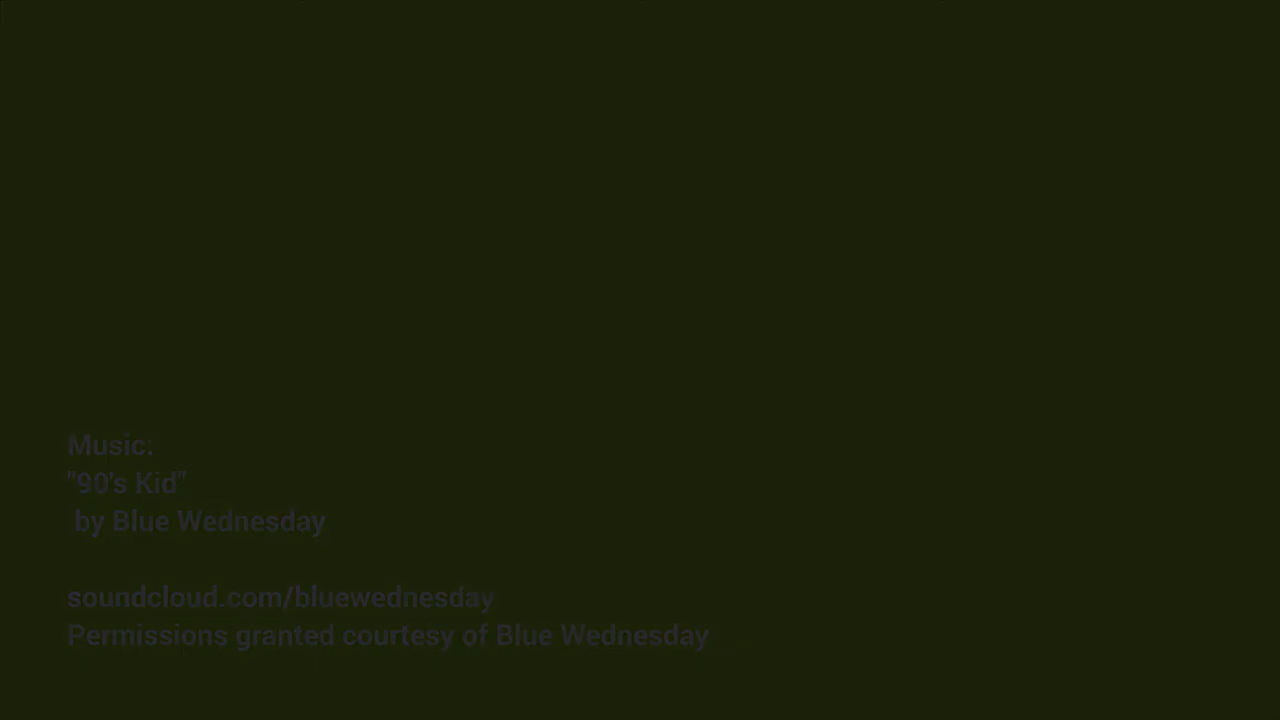 Music:
"90's Kid"
by Blue Wednesday
soundcloud.com/bluewednesday
Permissions granted courtesy of Blue Wednesday